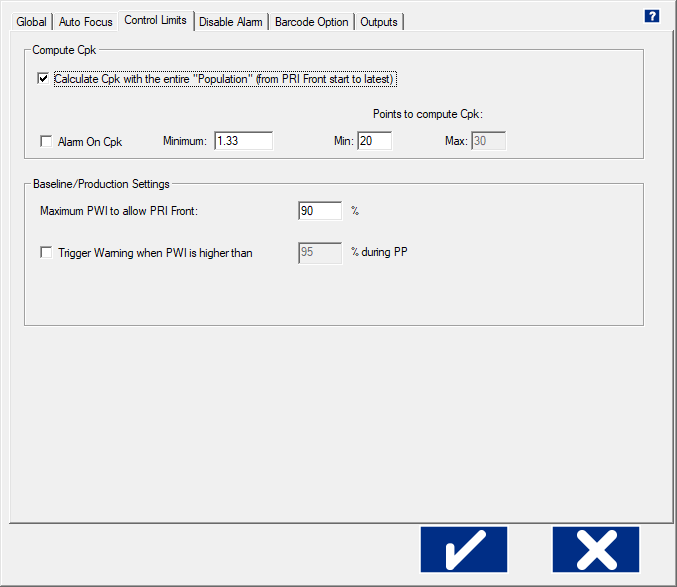 Global Auto Focus Control Limits Disable Alarm Barcode Option Outputs ?
Compute Cpk
Calculate Cpk with the entire "Population" (from PRI Front start to latest)
Points to compute Cpk:
Alarm On Cpk Minimum: 1.33 Min: 20 Max: 30
Baseline/Production Settings
Maximum PWI to allow PRI Front: 90 %
Trigger Warning when PWI is higher than 95 % during PP